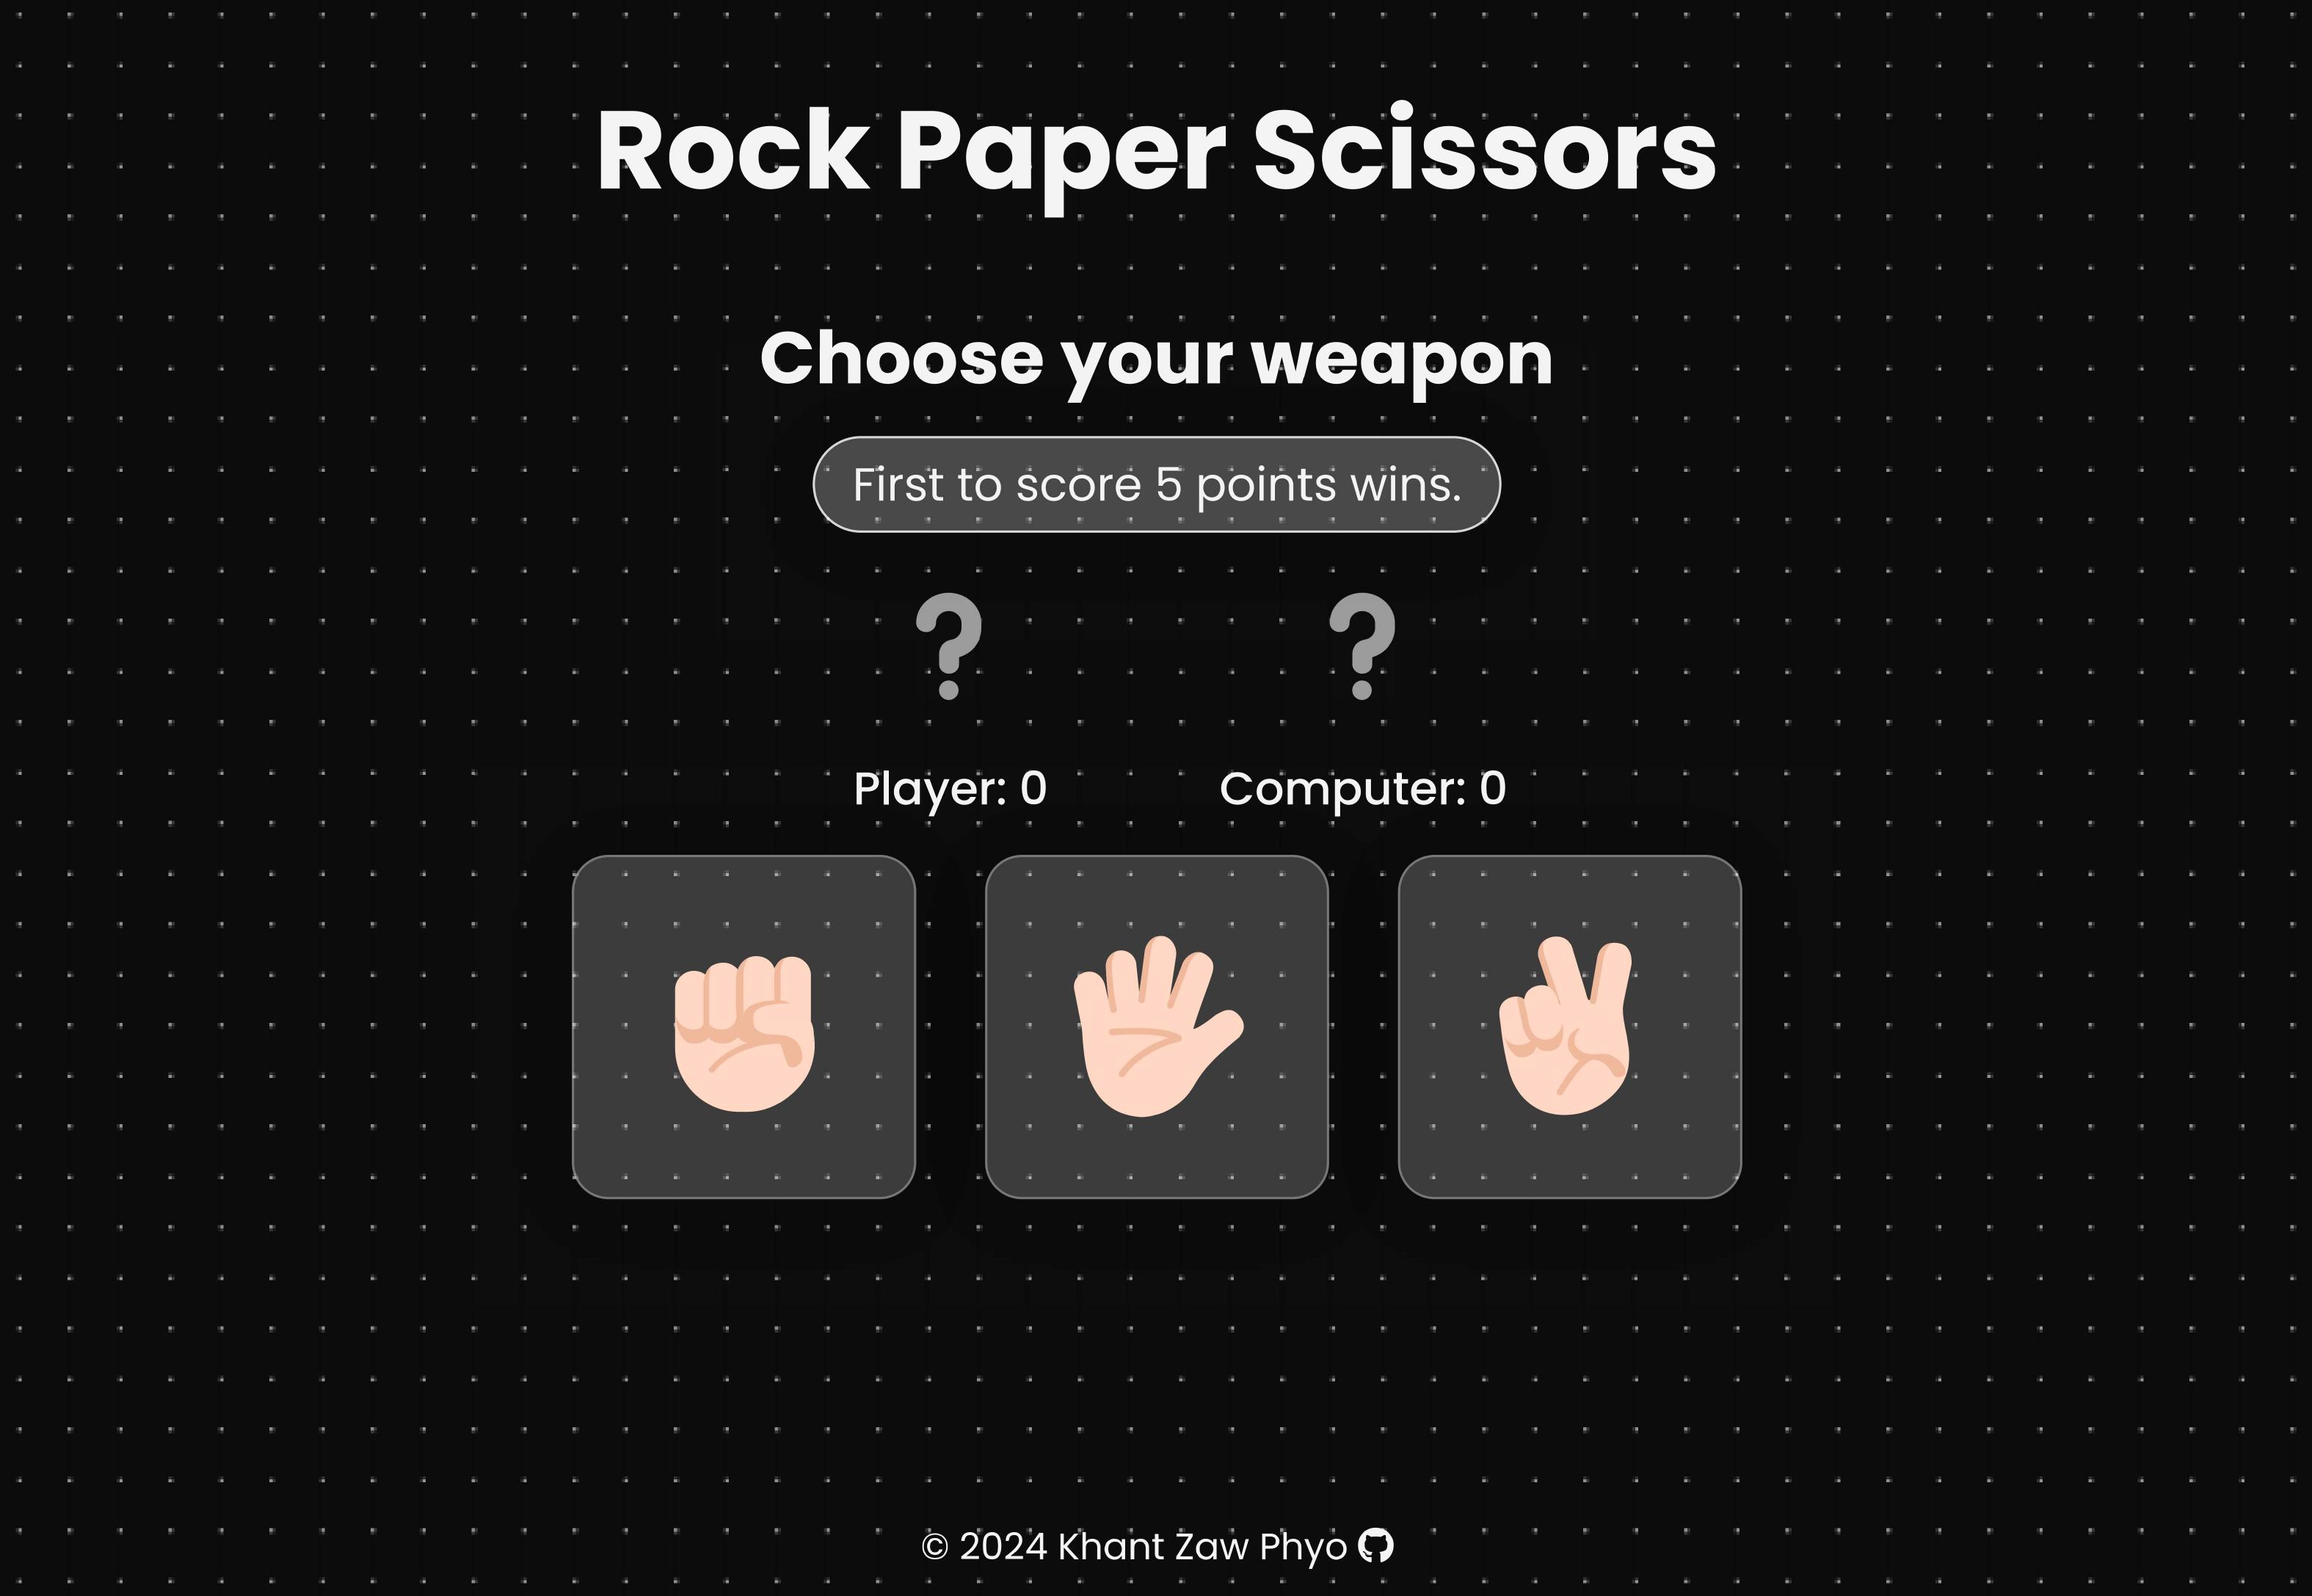 Rock Paper Scissors
Choose your weapon
First to score 5 points wins.
? ?
Player: 0 Computer: 0
© 2024 Khant Zaw Phyo